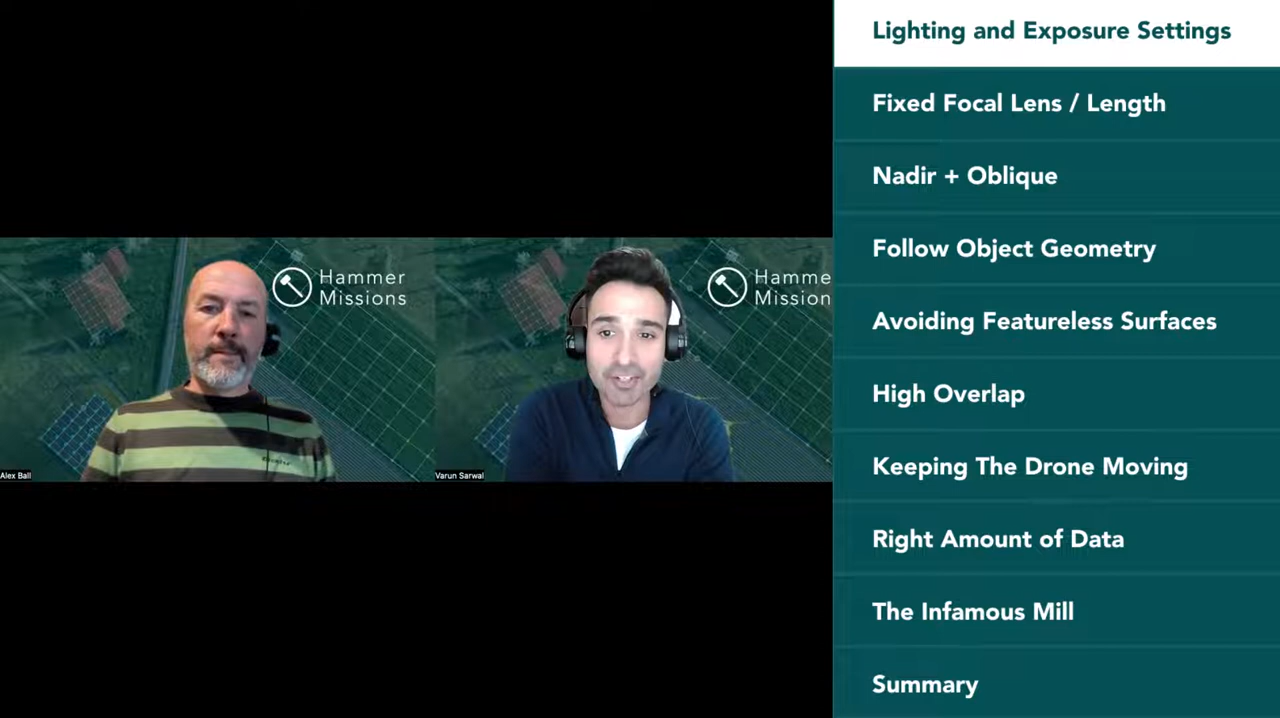 Hammer
Missions
Alex Ball
Hamme
Mission
Varun Sarwal
Lighting and Exposure Settings
Fixed Focal Lens / Length
Nadir + Oblique
Follow Object Geometry
Avoiding Featureless Surfaces
High Overlap
Keeping The Drone Moving
Right Amount of Data
The Infamous Mill
Summary